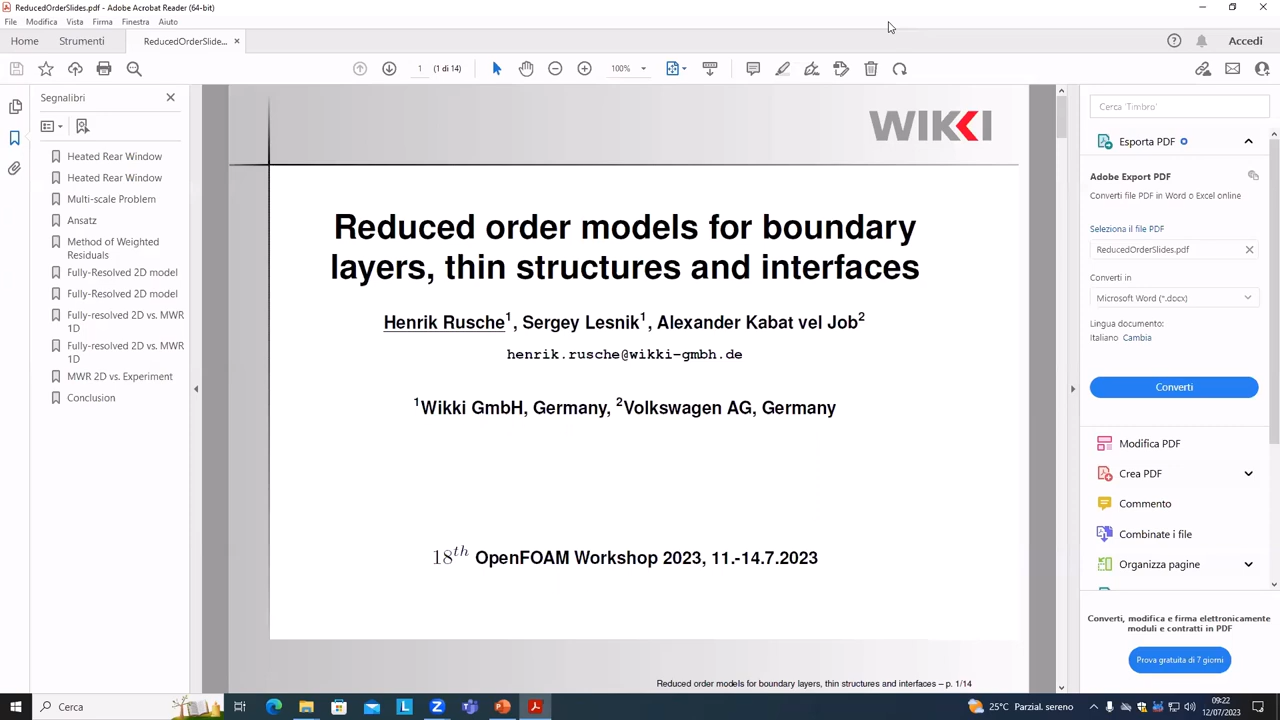 ReducedOrderSlides.pdf - Adobe Acrobat Reader (64-bit)
File Modifica Vista Firma Finestra Aiuto
Home Strumenti ReducedOrderSlide... × Accedi
1 (1 di 14) 100%
Segnalibri
Heated Rear Window
Heated Rear Window
Multi-scale Problem
Ansatz
Method of Weighted
Residuals
Fully-Resolved 2D model
Fully-Resolved 2D model
Fully-resolved 2D vs. MWR
1D
Fully-resolved 2D vs. MWR
1D
MWR 2D vs. Experiment
Conclusion
WIKKI
Reduced order models for boundary
layers, thin structures and interfaces
Henrik Rusche1, Sergey Lesnik1, Alexander Kabat vel Job2
henrik.rusche@wikki-gmbh.de
1Wikki GmbH, Germany, 2Volkswagen AG, Germany
18th OpenFOAM Workshop 2023, 11.-14.7.2023
Reduced order models for boundary layers, thin structures and interfaces – p. 1/14
Cerca 'Timbro'
Esporta PDF
Adobe Export PDF
Converti file PDF in Word o Excel online
Seleziona il file PDF
ReducedOrderSlides.pdf
Converti in
Microsoft Word (*.docx)
Lingua documento:
Italiano Cambia
Converti
Modifica PDF
Crea PDF
Commento
Combinate i file
Organizza pagine
Converti, modifica e firma elettronicamente
moduli e contratti in PDF
Prova gratuita di 7 giorni
Cerca
25°C Parzial. sereno
09:22
12/07/2023